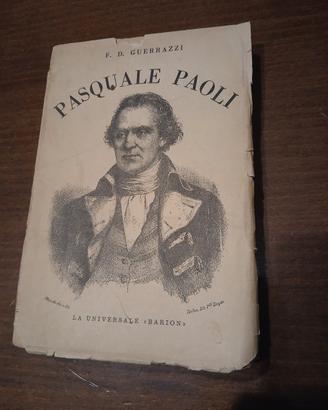 F. D. GUERRAZZI
PASQUALE PAOLI
LA UNIVERSALE «BARION»